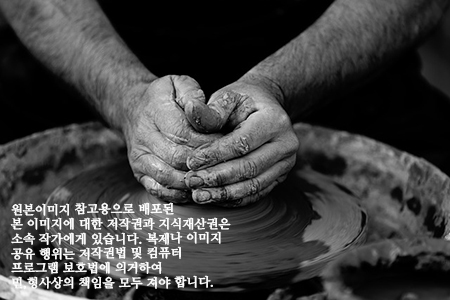 원본이미지 참고용으로 배포된
본 이미지에 대한 저작권과 지식재산권은
소속 작가에게 있습니다. 복제나 이미지
공유 행위는 저작권법 및 컴퓨터
프로그램 보호법에 의거하여
민,형사상의 책임을 모두 져야 합니다.